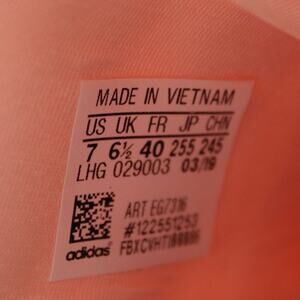 MADE IN VIETNAM
US UK FR JP CHN
7 6½ 40 255 245
LHG 029003 03/19
ART EG7316
#122551253
adidas